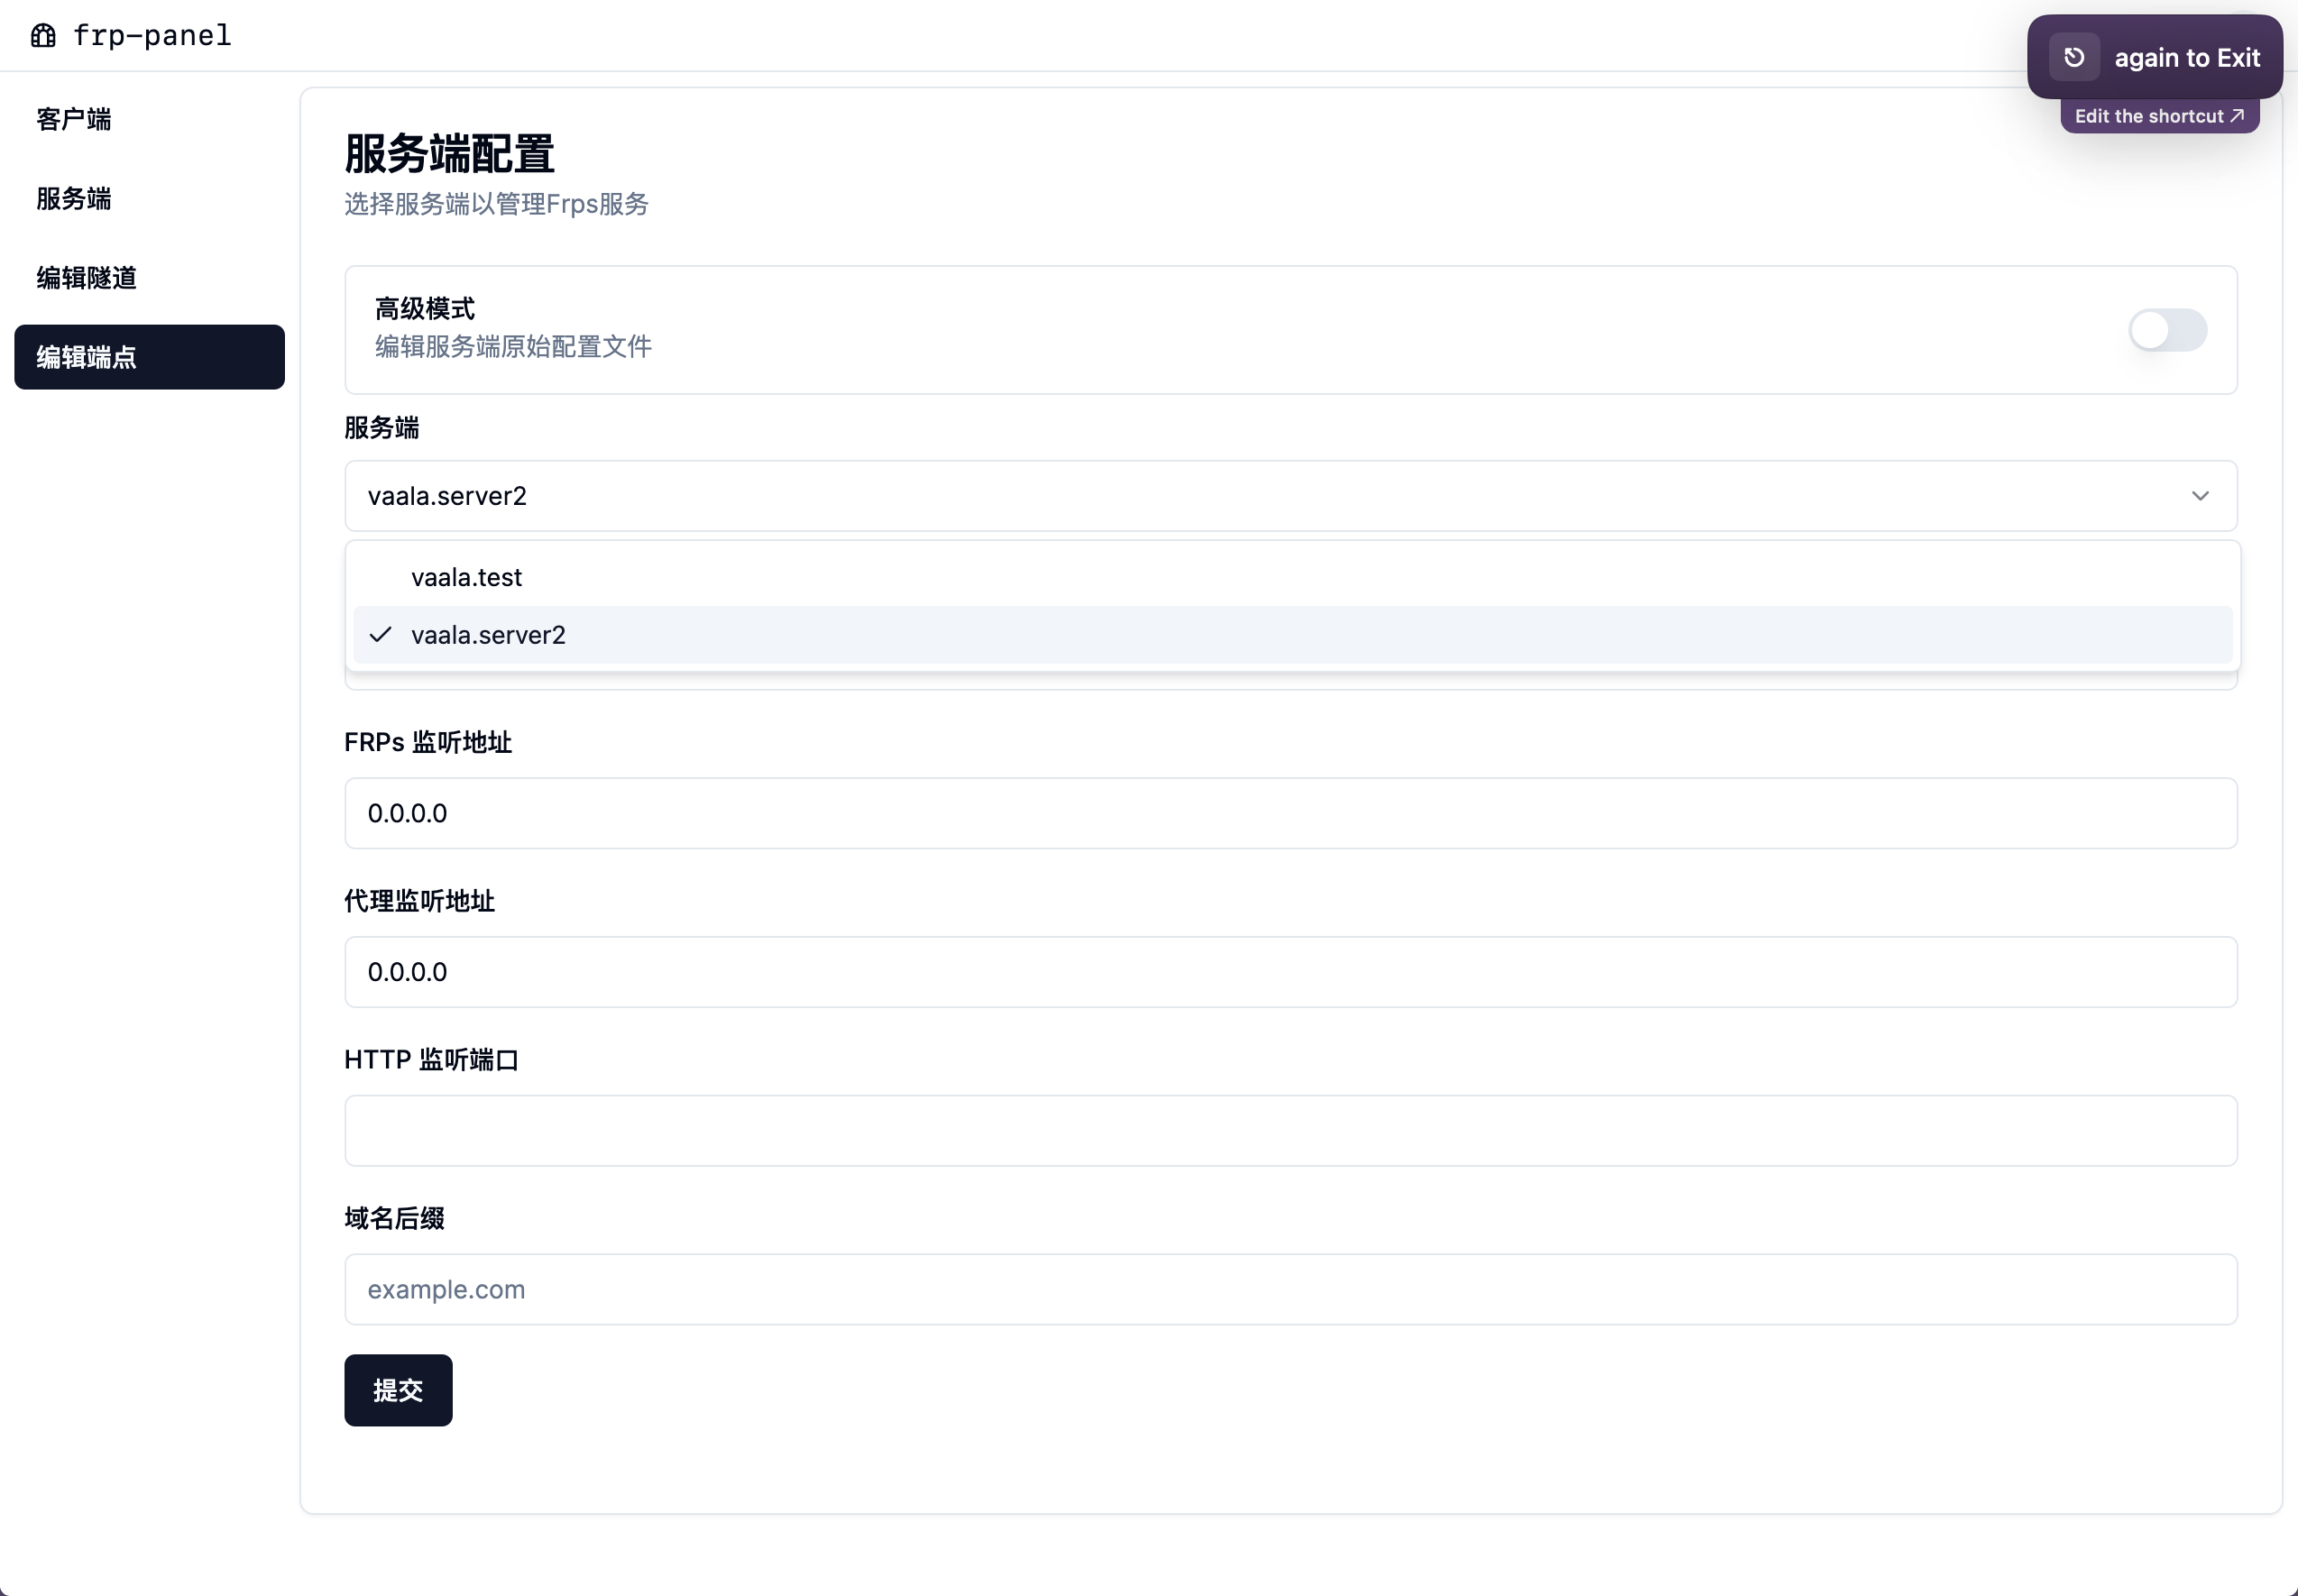 frp-panel
again to Exit
Edit the shortcut
客户端
服务端
编辑隧道
编辑端点
服务端配置
选择服务端以管理Frps服务
高级模式
编辑服务端原始配置文件
服务端
vaala.server2
vaala.test
vaala.server2
FRPs 监听地址
0.0.0.0
代理监听地址
0.0.0.0
HTTP 监听端口
域名后缀
example.com
提交